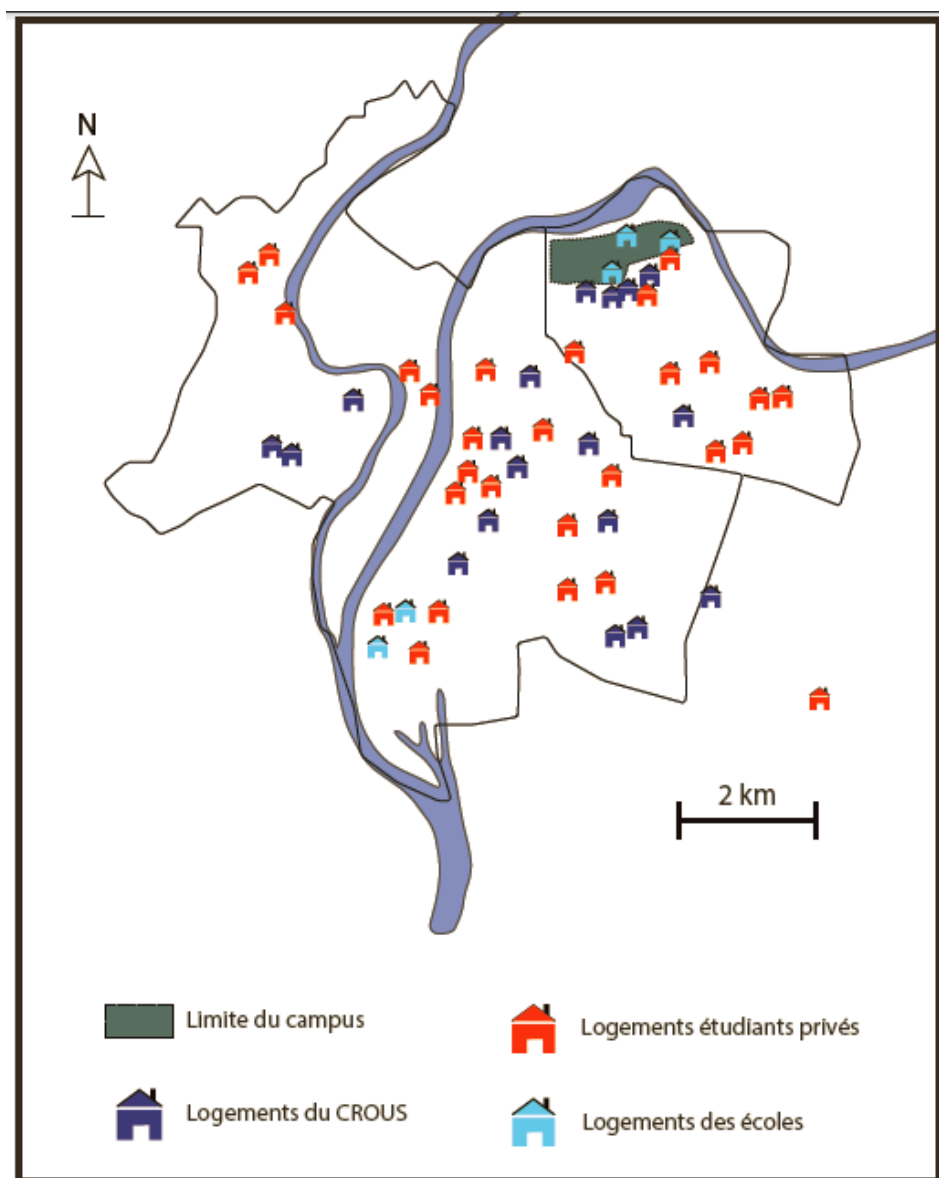 N
2 km
Limite du campus
Logements étudiants privés
Logements du CROUS
Logements des écoles